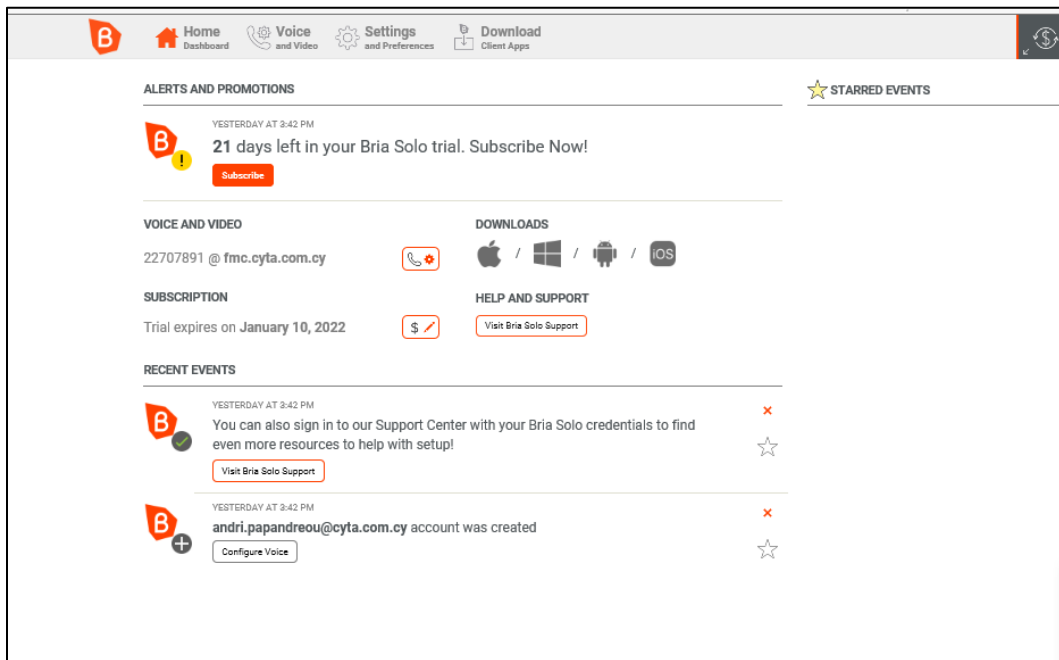 Home
Dashboard
Voice
and Video
Settings
and Preferences
Download
Client Apps
ALERTS AND PROMOTIONS
STARRED EVENTS
YESTERDAY AT 3:42 PM
21 days left in your Bria Solo trial. Subscribe Now!
Subscribe
VOICE AND VIDEO
22707891 @ fmc.cyta.com.cy
DOWNLOADS
/ / / iOS
SUBSCRIPTION
Trial expires on January 10, 2022
$
HELP AND SUPPORT
Visit Bria Solo Support
RECENT EVENTS
YESTERDAY AT 3:42 PM
You can also sign in to our Support Center with your Bria Solo credentials to find
even more resources to help with setup!
Visit Bria Solo Support
YESTERDAY AT 3:42 PM
andri.papandreou@cyta.com.cy account was created
Configure Voice